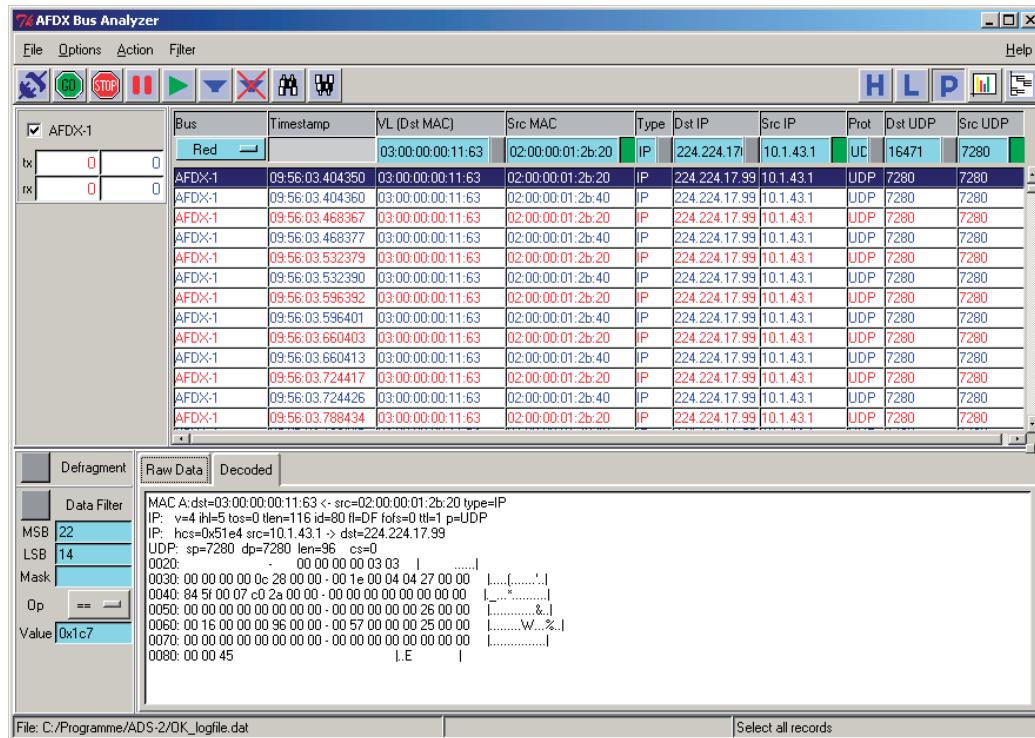 AFDX Bus Analyzer
File Options Action Filter Help
GO STOP H L P
AFDX-1
tx 0 0
rx 0 0
Bus Timestamp VL (Dst MAC) Src MAC Type Dst IP Src IP Prot Dst UDP Src UDP
Red 03:00:00:00:11:63 02:00:00:01:2b:20 IP 224.224.17 10.1.43.1 UD 16471 7280
AFDX-1 09:56:03.404350 03:00:00:00:11:63 02:00:00:01:2b:20 IP 224.224.17.99 10.1.43.1 UDP 7280 7280
AFDX-1 09:56:03.404360 03:00:00:00:11:63 02:00:00:01:2b:40 IP 224.224.17.99 10.1.43.1 UDP 7280 7280
AFDX-1 09:56:03.468367 03:00:00:00:11:63 02:00:00:01:2b:20 IP 224.224.17.99 10.1.43.1 UDP 7280 7280
AFDX-1 09:56:03.468377 03:00:00:00:11:63 02:00:00:01:2b:40 IP 224.224.17.99 10.1.43.1 UDP 7280 7280
AFDX-1 09:56:03.532379 03:00:00:00:11:63 02:00:00:01:2b:20 IP 224.224.17.99 10.1.43.1 UDP 7280 7280
AFDX-1 09:56:03.532390 03:00:00:00:11:63 02:00:00:01:2b:40 IP 224.224.17.99 10.1.43.1 UDP 7280 7280
AFDX-1 09:56:03.596392 03:00:00:00:11:63 02:00:00:01:2b:20 IP 224.224.17.99 10.1.43.1 UDP 7280 7280
AFDX-1 09:56:03.596401 03:00:00:00:11:63 02:00:00:01:2b:40 IP 224.224.17.99 10.1.43.1 UDP 7280 7280
AFDX-1 09:56:03.660403 03:00:00:00:11:63 02:00:00:01:2b:20 IP 224.224.17.99 10.1.43.1 UDP 7280 7280
AFDX-1 09:56:03.660413 03:00:00:00:11:63 02:00:00:01:2b:40 IP 224.224.17.99 10.1.43.1 UDP 7280 7280
AFDX-1 09:56:03.724417 03:00:00:00:11:63 02:00:00:01:2b:20 IP 224.224.17.99 10.1.43.1 UDP 7280 7280
AFDX-1 09:56:03.724426 03:00:00:00:11:63 02:00:00:01:2b:40 IP 224.224.17.99 10.1.43.1 UDP 7280 7280
AFDX-1 09:56:03.788434 03:00:00:00:11:63 02:00:00:01:2b:20 IP 224.224.17.99 10.1.43.1 UDP 7280 7280
Defragment
Data Filter
MSB 22
LSB 14
Mask
Op ==
Value 0x1c7
Raw Data Decoded
MAC A:dst=03:00:00:00:11:63 <- src=02:00:00:01:2b:20 type=IP
IP: v=4 ihl=5 tos=0 tlen=116 id=80 fl=DF fofs=0 ttl=1 p=UDP
IP: hcs=0x51e4 src=10.1.43.1 -> dst=224.224.17.99
UDP: sp=7280 dp=7280 len=96 cs=0
0020: - 00 00 00 00 03 03 | ......|
0030: 00 00 00 00 0c 28 00 00 - 00 1e 00 04 04 27 00 00 |.....(.......'..|
0040: 84 5f 00 07 c0 2a 00 00 - 00 00 00 00 00 00 00 00 |._...*..........|
0050: 00 00 00 00 00 00 00 00 - 00 00 00 00 00 26 00 00 |.............&..|
0060: 00 16 00 00 00 96 00 00 - 00 57 00 00 00 25 00 00 |.........W...%..|
0070: 00 00 00 00 00 00 00 00 - 00 00 00 00 00 00 00 00 |................|
0080: 00 00 45 |..E |
File: C:/Programme/ADS-2/OK_logfile.dat
Select all records